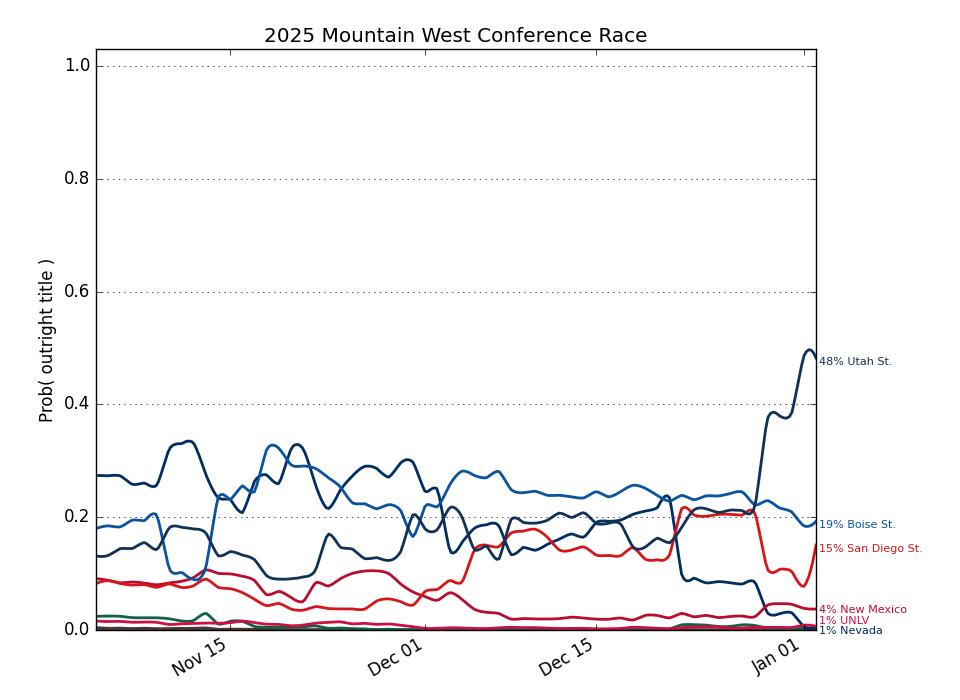 2025 Mountain West Conference Race
Prob( outright title )
1.0
0.8
0.6
0.4
0.2
0.0
48% Utah St.
19% Boise St.
15% San Diego St.
4% New Mexico
1% UNLV
1% Nevada
Nov 15
Dec 01
Dec 15
Jan 01